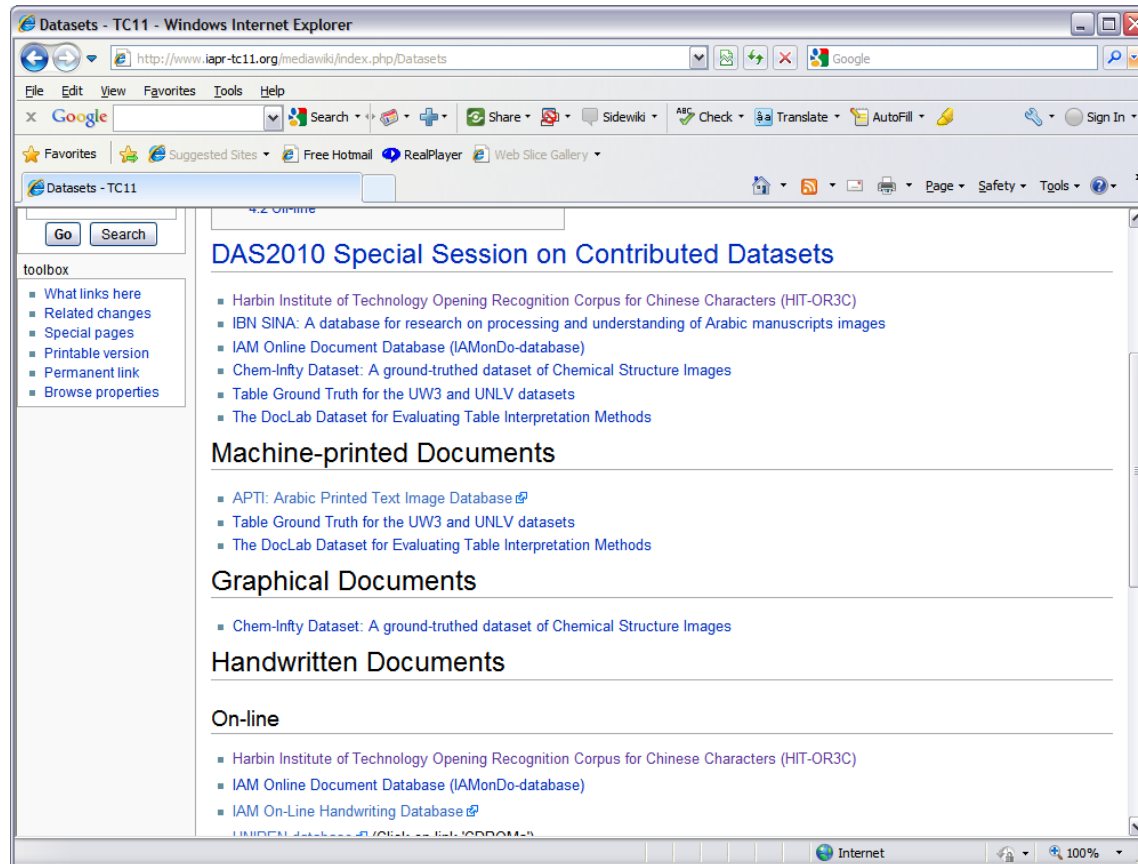 Datasets - TC11 - Windows Internet Explorer
http://www.iapr-tc11.org/mediawiki/index.php/Datasets
Google
File Edit View Favorites Tools Help
x Google Search Share Sidewiki Check Translate AutoFill Sign In
Favorites Suggested Sites Free Hotmail RealPlayer Web Slice Gallery
Datasets - TC11 Page Safety Tools
4.2 Off-line
Go Search
toolbox
What links here
Related changes
Special pages
Printable version
Permanent link
Browse properties
DAS2010 Special Session on Contributed Datasets
Harbin Institute of Technology Opening Recognition Corpus for Chinese Characters (HIT-OR3C)
IBN SINA: A database for research on processing and understanding of Arabic manuscripts images
IAM Online Document Database (IAMonDo-database)
Chem-Infty Dataset: A ground-truthed dataset of Chemical Structure Images
Table Ground Truth for the UW3 and UNLV datasets
The DocLab Dataset for Evaluating Table Interpretation Methods
Machine-printed Documents
APTI: Arabic Printed Text Image Database
Table Ground Truth for the UW3 and UNLV datasets
The DocLab Dataset for Evaluating Table Interpretation Methods
Graphical Documents
Chem-Infty Dataset: A ground-truthed dataset of Chemical Structure Images
Handwritten Documents
On-line
Harbin Institute of Technology Opening Recognition Corpus for Chinese Characters (HIT-OR3C)
IAM Online Document Database (IAMonDo-database)
IAM On-Line Handwriting Database
UNIPEN database (Click on link 'CDROMs')
Internet 100%